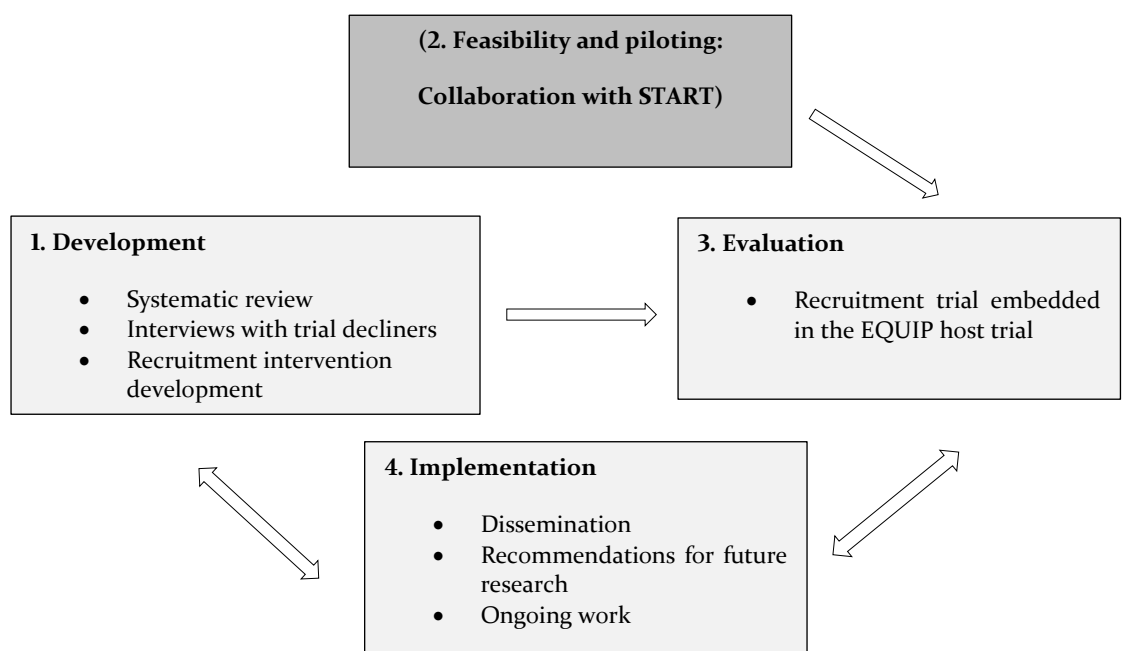 (2. Feasibility and piloting:
Collaboration with START)
1. Development
• Systematic review
• Interviews with trial decliners
• Recruitment intervention
development
3. Evaluation
• Recruitment trial embedded
in the EQUIP host trial
4. Implementation
• Dissemination
• Recommendations for future
research
• Ongoing work